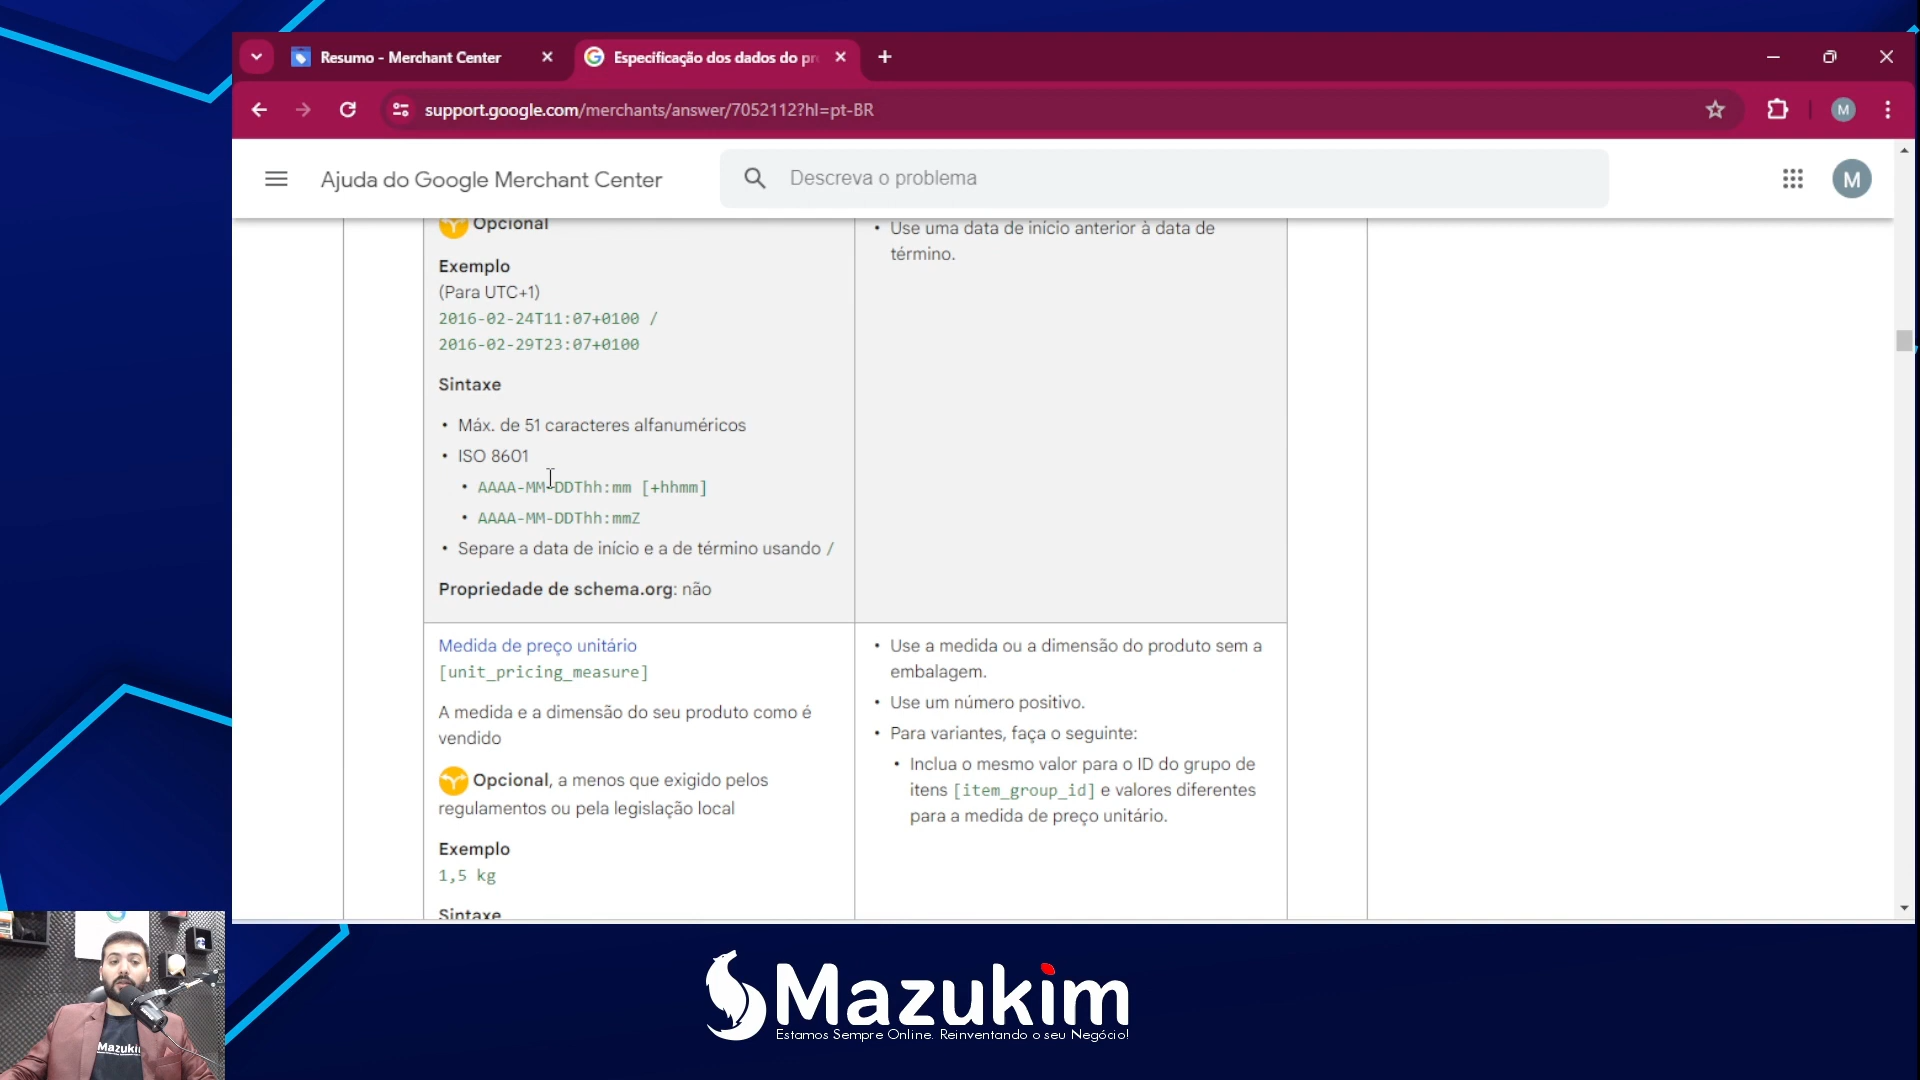 Resumo - Merchant Center
Especificação dos dados do pr
support.google.com/merchants/answer/7052112?hl=pt-BR
M
Ajuda do Google Merchant Center
Descreva o problema
M
Opcional
Exemplo
(Para UTC+1)
2016-02-24T11:07+0100 /
2016-02-29T23:07+0100
Sintaxe
• Máx. de 51 caracteres alfanuméricos
• ISO 8601
• AAAA-MM-DDThh:mm [+hhmm]
• AAAA-MM-DDThh:mmZ
• Separe a data de início e a de término usando /
Propriedade de schema.org: não
• Use uma data de início anterior à data de
término.
Medida de preço unitário
[unit_pricing_measure]
A medida e a dimensão do seu produto como é
vendido
Opcional, a menos que exigido pelos
regulamentos ou pela legislação local
Exemplo
1,5 kg
Sintaxe
• Use a medida ou a dimensão do produto sem a
embalagem.
• Use um número positivo.
• Para variantes, faça o seguinte:
• Inclua o mesmo valor para o ID do grupo de
itens [item_group_id] e valores diferentes
para a medida de preço unitário.
Mazukim
Estamos Sempre Online. Reinventando o seu Negócio!
Mazuki